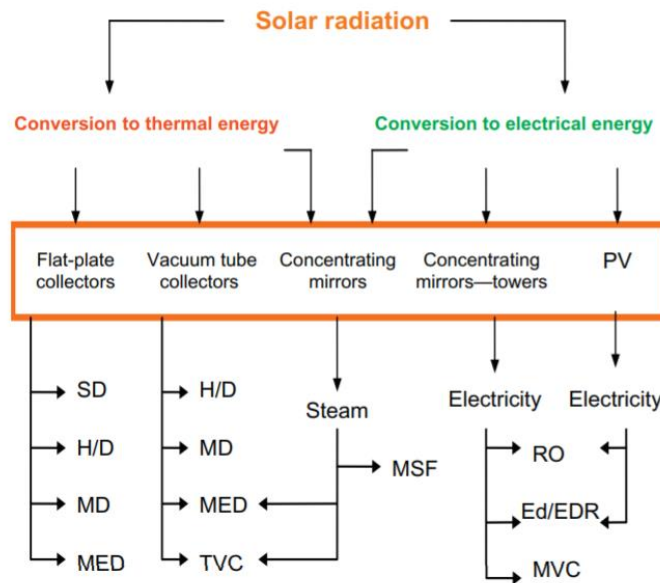 Solar radiation
Conversion to thermal energy
Conversion to electrical energy
Flat-plate
collectors
Vacuum tube
collectors
Concentrating
mirrors
Concentrating
mirrors—towers
PV
SD
H/D
MD
MED
H/D
MD
MED
TVC
Steam
MSF
Electricity
Electricity
RO
Ed/EDR
MVC